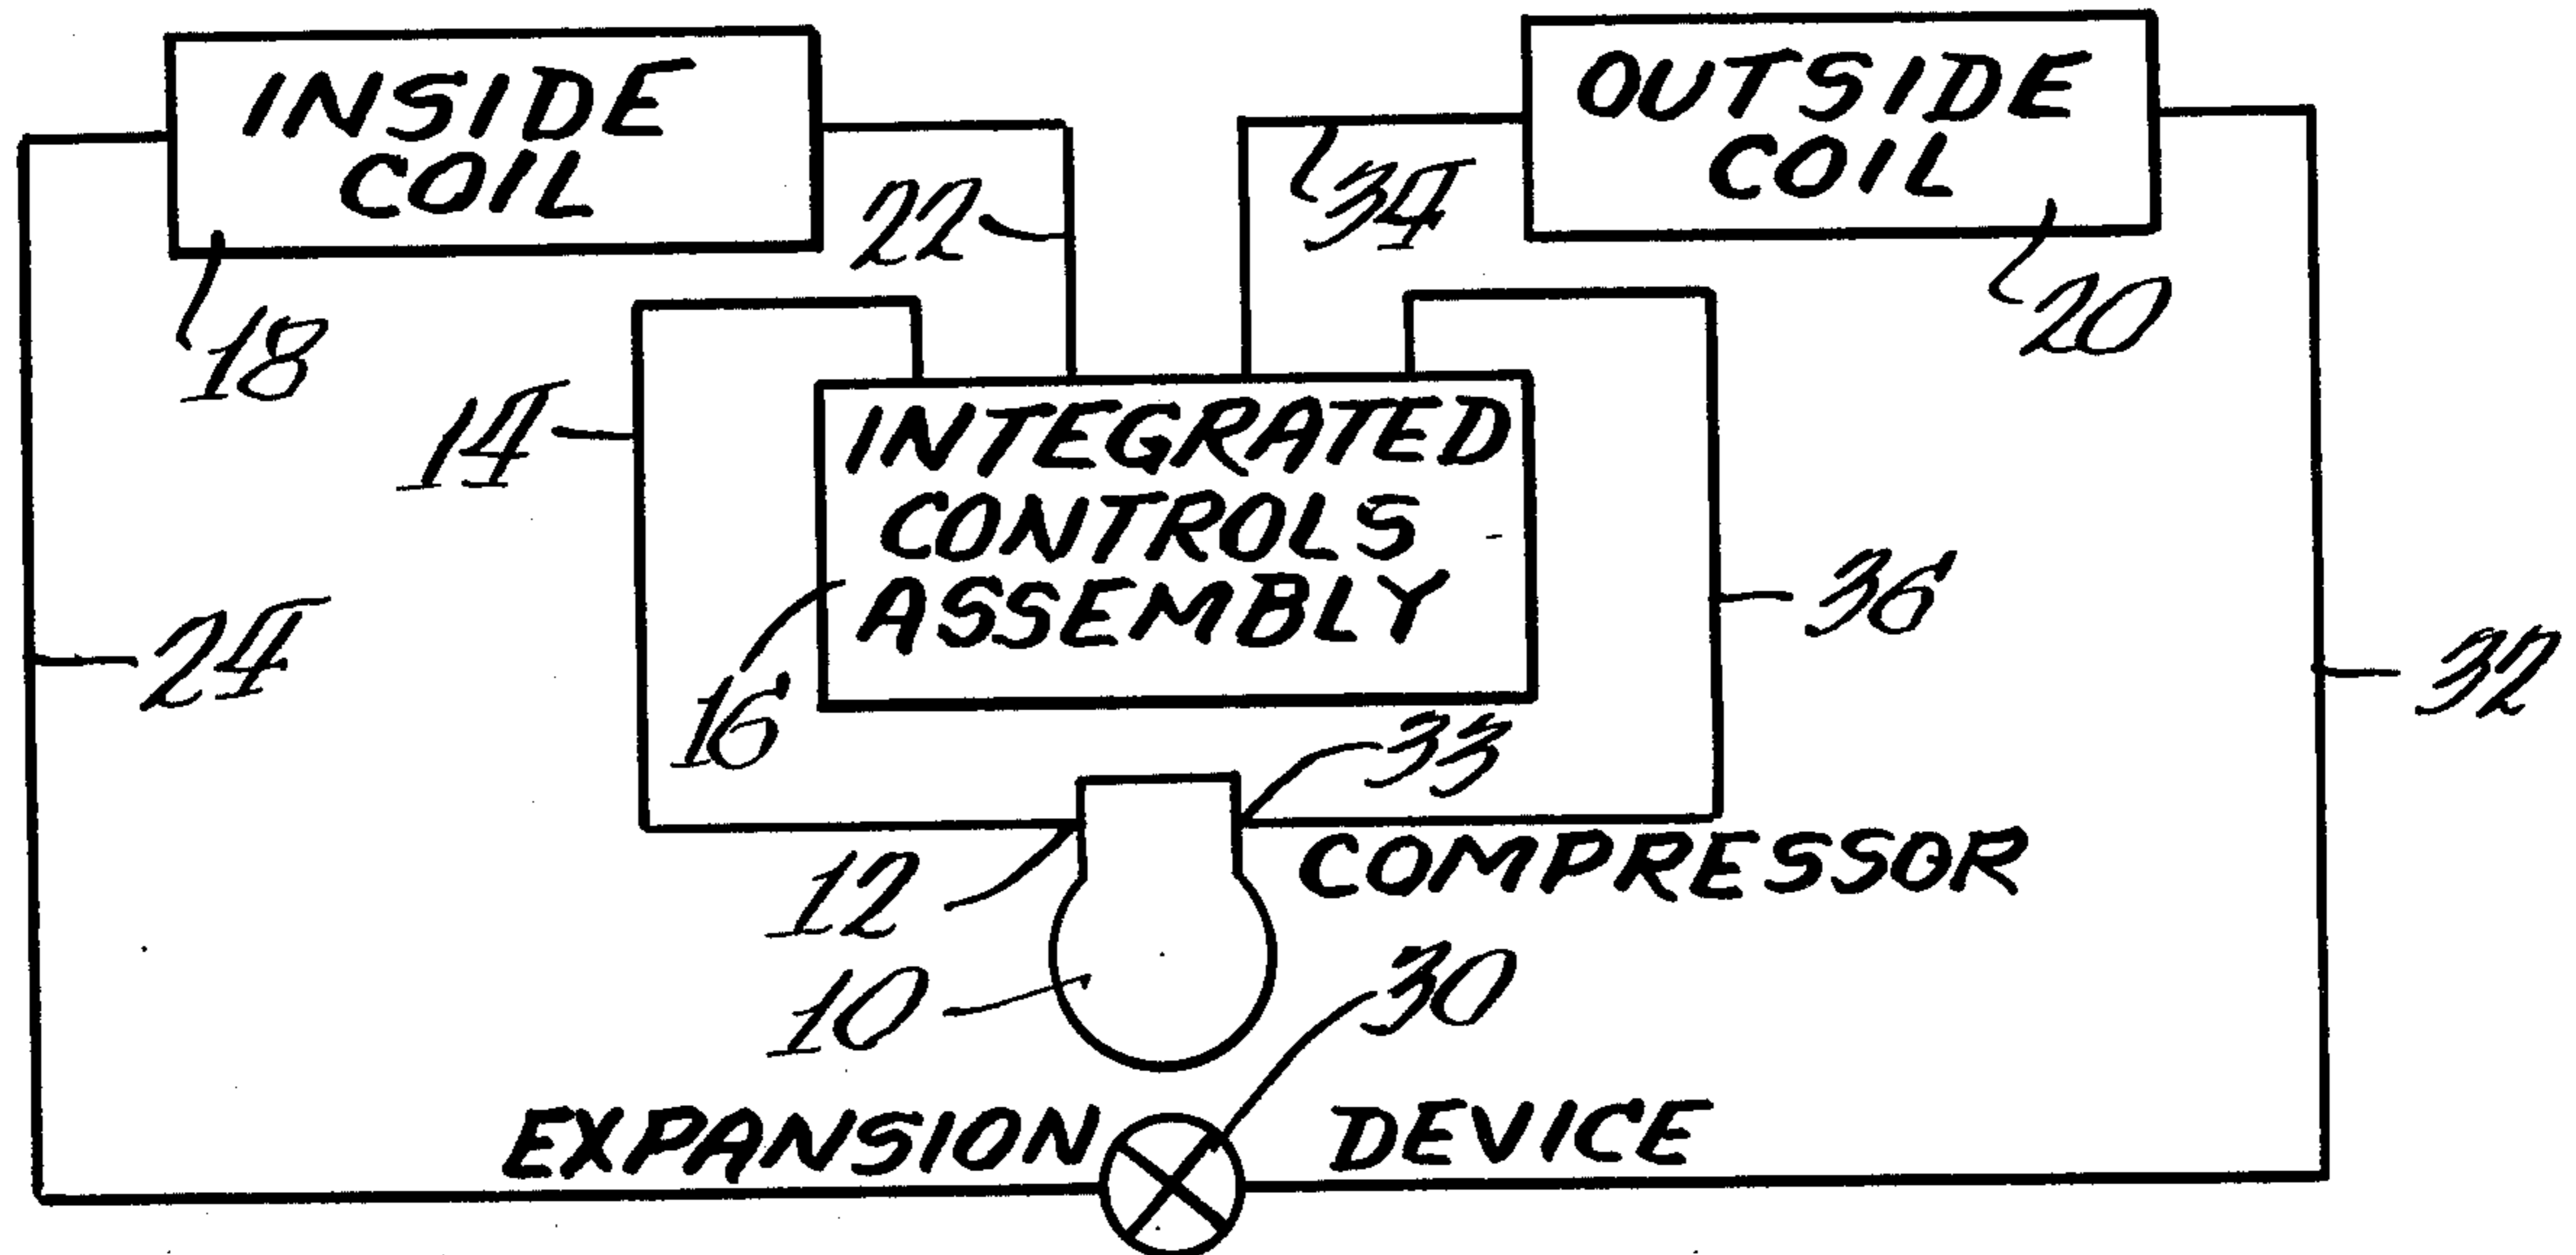 INSIDE
COIL
OUTSIDE
COIL
22
34
18
20
14
INTEGRATED
CONTROLS
ASSEMBLY
36
24
32
16
33
12
COMPRESSOR
10
30
EXPANSION DEVICE